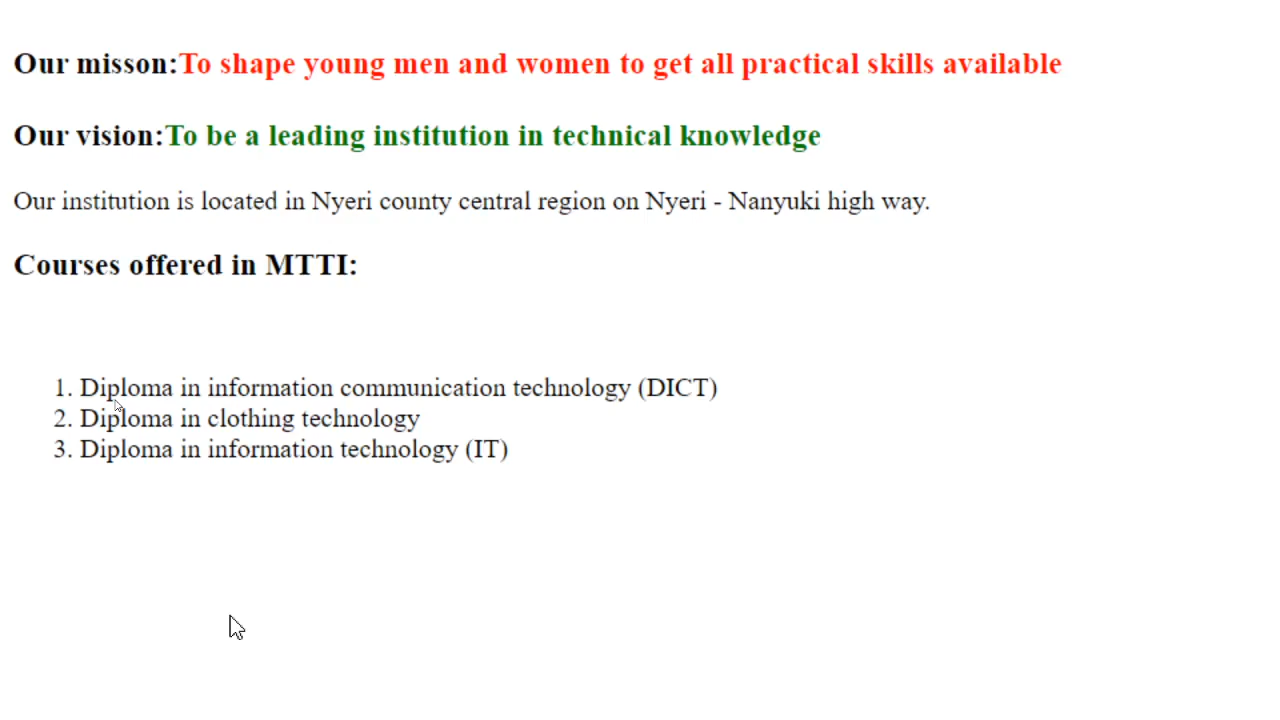 Our misson:To shape young men and women to get all practical skills available
Our vision:To be a leading institution in technical knowledge
Our institution is located in Nyeri county central region on Nyeri - Nanyuki high way.
Courses offered in MTTI:
1. Diploma in information communication technology (DICT)
2. Diploma in clothing technology
3. Diploma in information technology (IT)